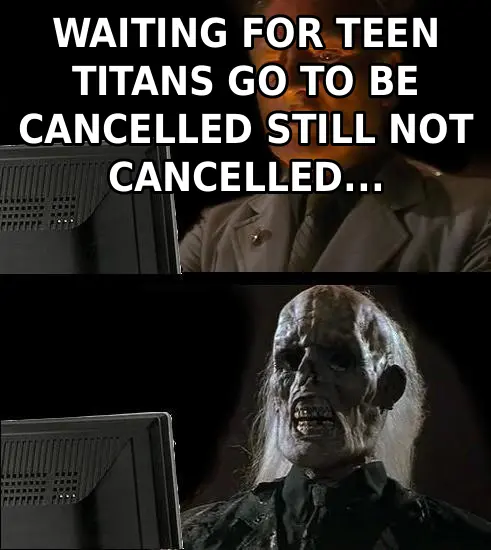 WAITING FOR TEEN
TITANS GO TO BE
CANCELLED STILL NOT
CANCELLED...